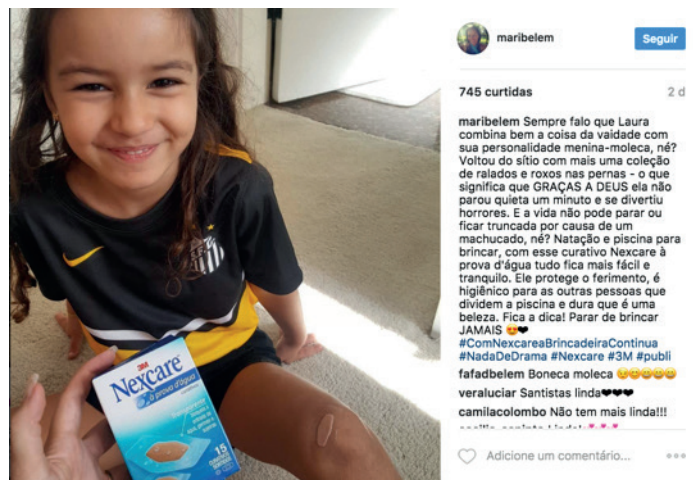 maribelem
Seguir
745 curtidas
2 d
maribelem Sempre falo que Laura
combina bem a coisa da vaidade com
sua personalidade menina-moleca, né?
Voltou do sítio com mais uma coleção
de ralados e roxos nas pernas - o que
significa que GRAÇAS A DEUS ela não
parou quieta um minuto e se divertiu
horrores. E a vida não pode parar ou
ficar truncada por causa de um
machucado, né? Natação e piscina para
brincar, com esse curativo Nexcare à
prova d'água tudo fica mais fácil e
tranquilo. Ele protege o ferimento, é
higiênico para as outras pessoas que
dividem a piscina e dura que é uma
beleza. Fica a dica! Parar de brincar
JAMAIS 😍❤
#ComNexcareaBrincadeiraContinua
#NadaDeDrama #Nexcare #3M #publi
fafadbelem Boneca moleca
veraluciar Santistas linda❤❤❤
camilacolombo Não tem mais linda!!!
Adicione um comentário...
3M
Nexcare
à prova d'água
15